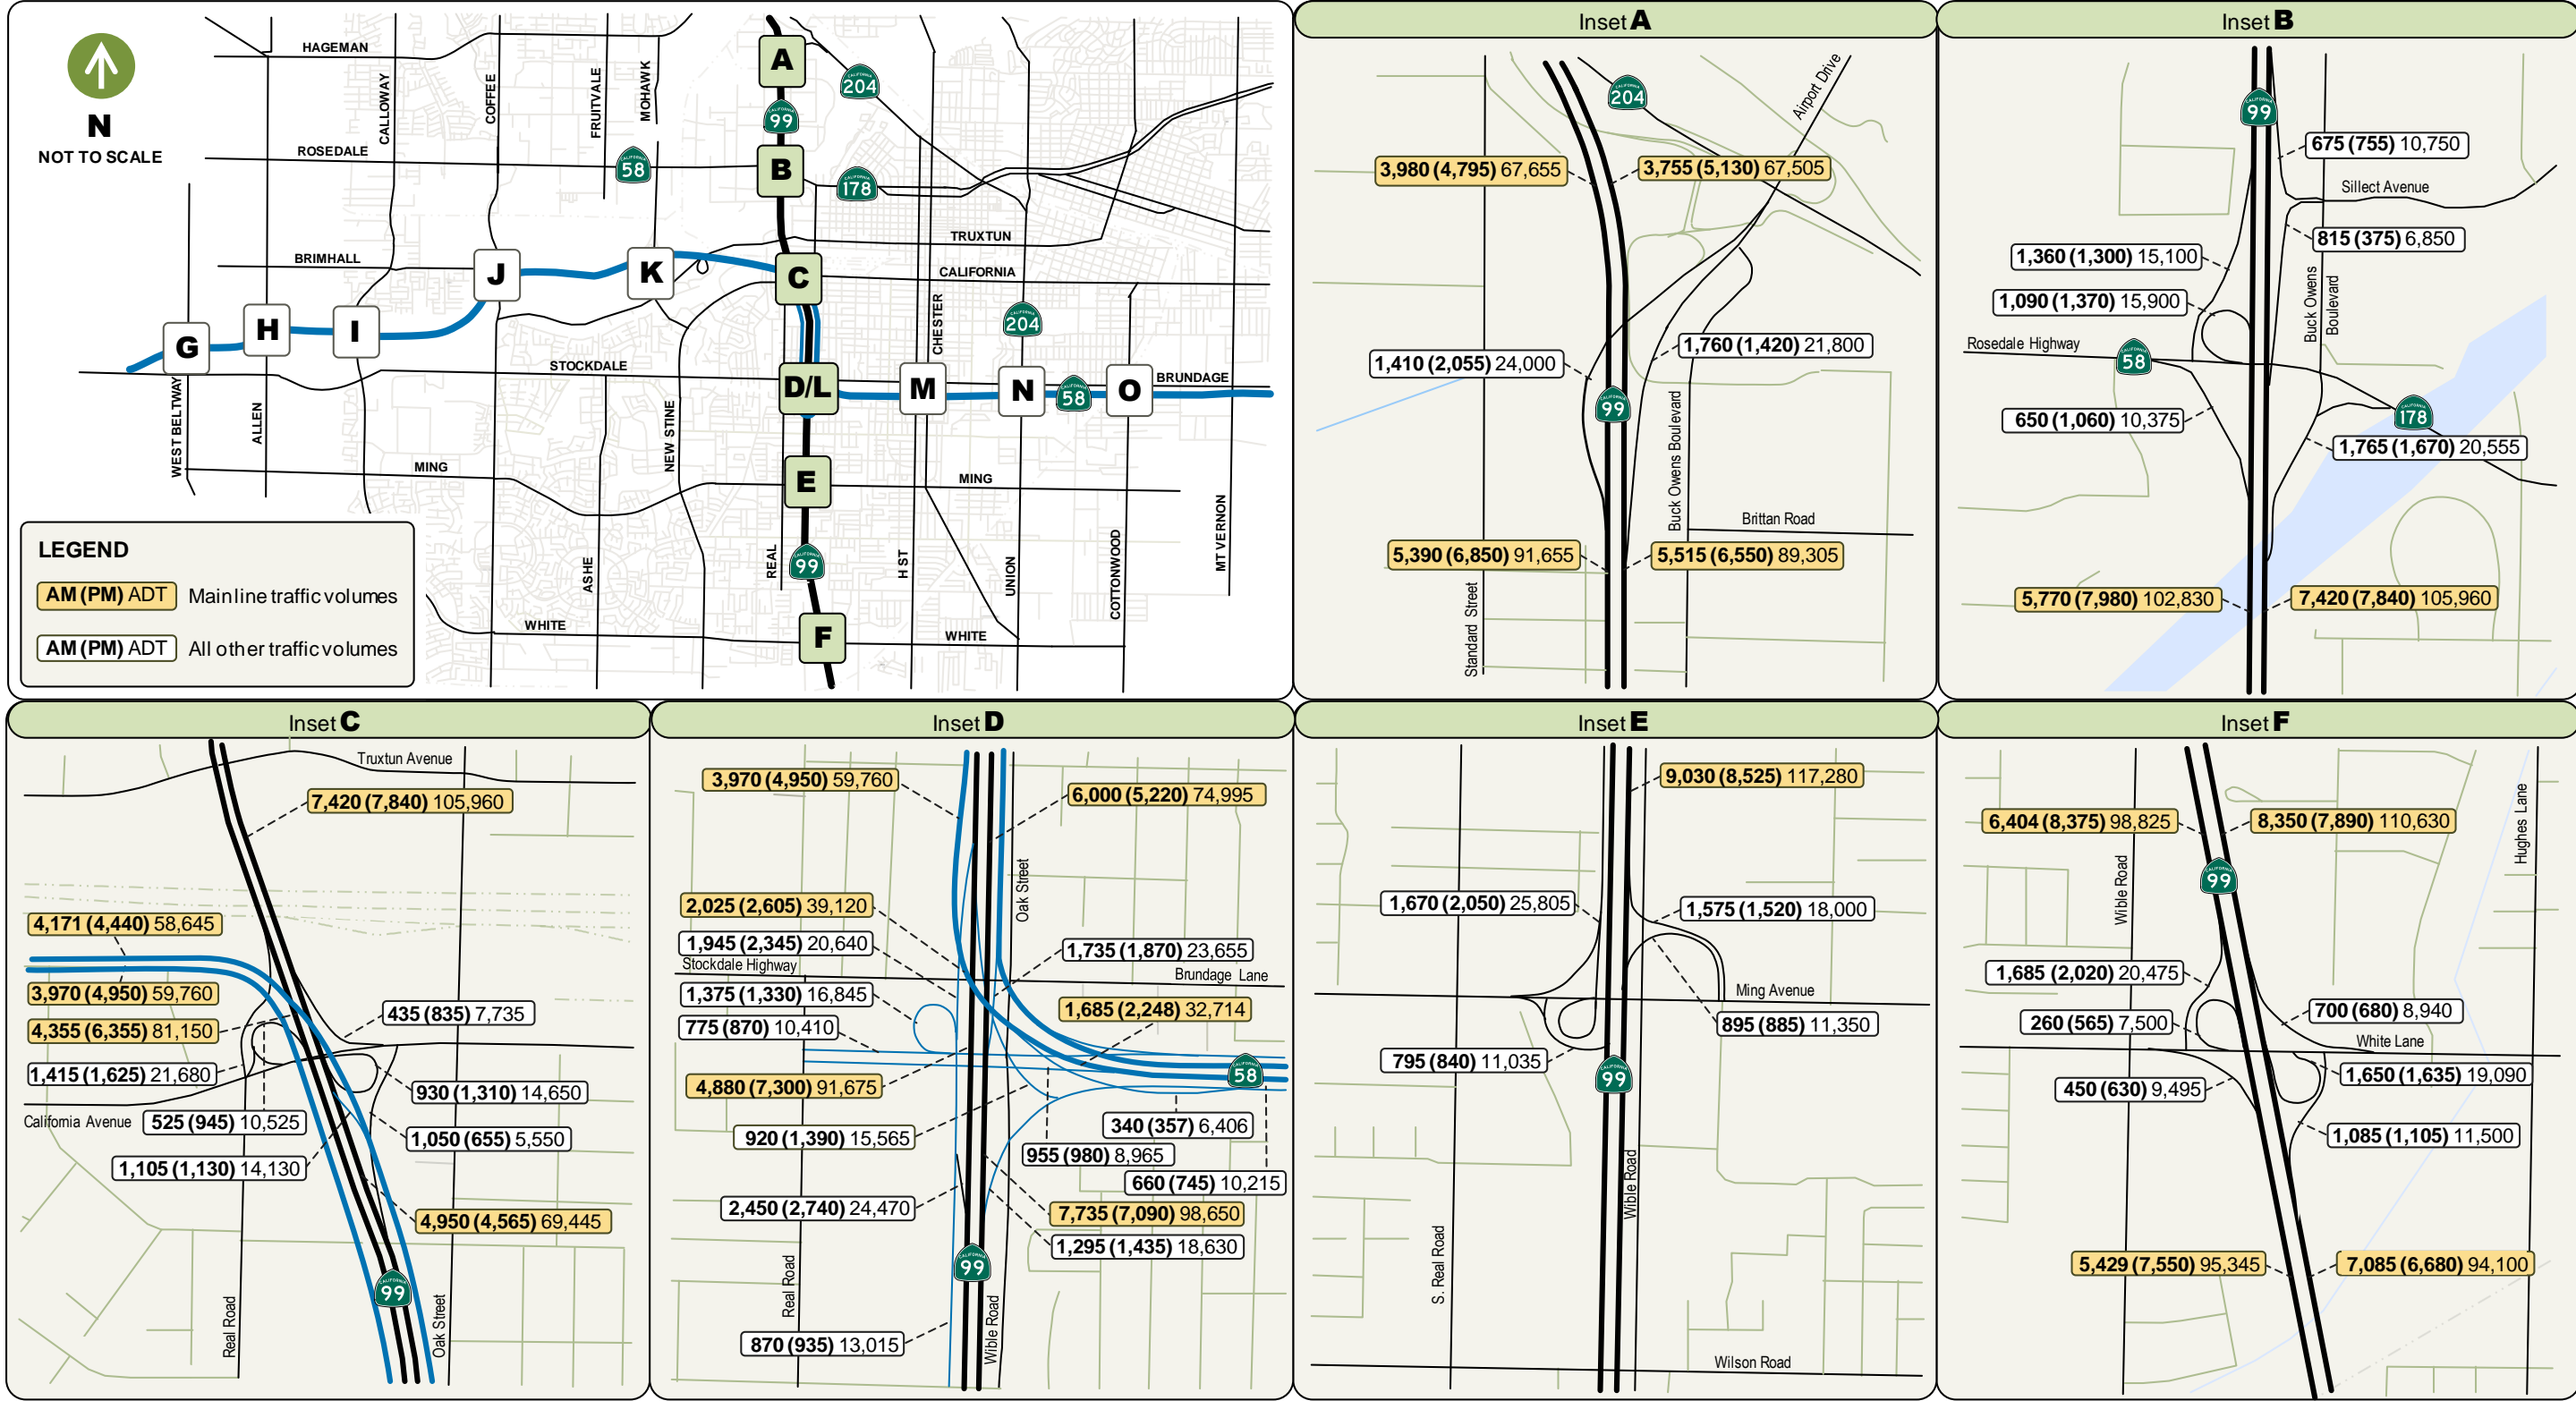 N
NOT TO SCALE
HAGEMAN
CALLOWAY
COFFEE
FRUITVALE
MOHAWK
ROSEDALE
CALIFORNIA
58
A
CALIFORNIA
204
CALIFORNIA
99
B
CALIFORNIA
178
TRUXTUN
BRIMHALL
J
K
C
CALIFORNIA
G
H
I
CHESTER
CALIFORNIA
204
STOCKDALE
D/L
M
N
CALIFORNIA
58
O
BRUNDAGE
WEST BELTWAY
ALLEN
NEW STINE
MING
E
MING
MT VERNON
ASHE
REAL
CALIFORNIA
99
H ST
UNION
COTTONWOOD
WHITE
F
WHITE
LEGEND
AM (PM) ADT Mainline traffic volumes
AM (PM) ADT All other traffic volumes
Inset A
CALIFORNIA
204
Airport Drive
3,980 (4,795) 67,655
3,755 (5,130) 67,505
1,760 (1,420) 21,800
1,410 (2,055) 24,000
CALIFORNIA
99
Buck Owens Boulevard
Brittan Road
5,390 (6,850) 91,655
5,515 (6,550) 89,305
Standard Street
Inset B
CALIFORNIA
99
675 (755) 10,750
Sillect Avenue
815 (375) 6,850
1,360 (1,300) 15,100
1,090 (1,370) 15,900
Buck Owens
Boulevard
Rosedale Highway
CALIFORNIA
58
650 (1,060) 10,375
CALIFORNIA
178
1,765 (1,670) 20,555
5,770 (7,980) 102,830
7,420 (7,840) 105,960
Inset C
Truxtun Avenue
7,420 (7,840) 105,960
4,171 (4,440) 58,645
3,970 (4,950) 59,760
4,355 (6,355) 81,150
435 (835) 7,735
1,415 (1,625) 21,680
930 (1,310) 14,650
California Avenue
525 (945) 10,525
1,050 (655) 5,550
1,105 (1,130) 14,130
4,950 (4,565) 69,445
CALIFORNIA
99
Real Road
Oak Street
Inset D
3,970 (4,950) 59,760
6,000 (5,220) 74,995
Oak Street
2,025 (2,605) 39,120
1,945 (2,345) 20,640
1,735 (1,870) 23,655
Stockdale Highway
Brundage Lane
1,375 (1,330) 16,845
1,685 (2,248) 32,714
775 (870) 10,410
CALIFORNIA
58
4,880 (7,300) 91,675
340 (357) 6,406
920 (1,390) 15,565
955 (980) 8,965
660 (745) 10,215
2,450 (2,740) 24,470
7,735 (7,090) 98,650
1,295 (1,435) 18,630
CALIFORNIA
99
Real Road
Wible Road
870 (935) 13,015
Inset E
9,030 (8,525) 117,280
1,670 (2,050) 25,805
1,575 (1,520) 18,000
Ming Avenue
895 (885) 11,350
795 (840) 11,035
CALIFORNIA
99
Wible Road
S. Real Road
Wilson Road
Inset F
6,404 (8,375) 98,825
8,350 (7,890) 110,630
Hughes Lane
CALIFORNIA
99
Wible Road
1,685 (2,020) 20,475
700 (680) 8,940
260 (565) 7,500
White Lane
450 (630) 9,495
1,650 (1,635) 19,090
1,085 (1,105) 11,500
5,429 (7,550) 95,345
7,085 (6,680) 94,100